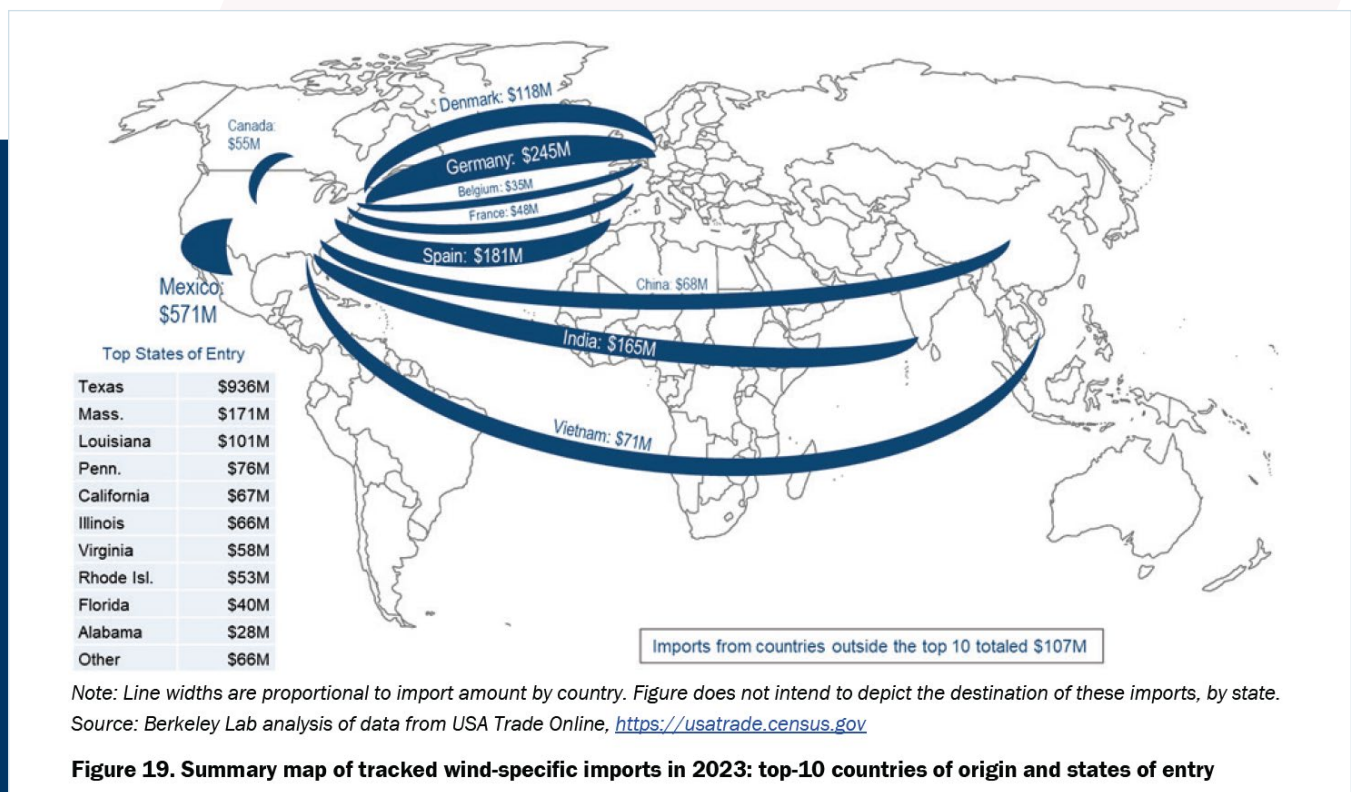 Denmark: $118M
Canada:
$55M
Germany: $245M
Belgium: $35M
France: $48M
Spain: $181M
China: $68M
Mexico:
$571M
India: $165M
Vietnam: $71M
Top States of Entry
Texas $936M
Mass. $171M
Louisiana $101M
Penn. $76M
California $67M
Illinois $66M
Virginia $58M
Rhode Isl. $53M
Florida $40M
Alabama $28M
Other $66M
Imports from countries outside the top 10 totaled $107M
Note: Line widths are proportional to import amount by country. Figure does not intend to depict the destination of these imports, by state.
Source: Berkeley Lab analysis of data from USA Trade Online, https://usatrade.census.gov
Figure 19. Summary map of tracked wind-specific imports in 2023: top-10 countries of origin and states of entry